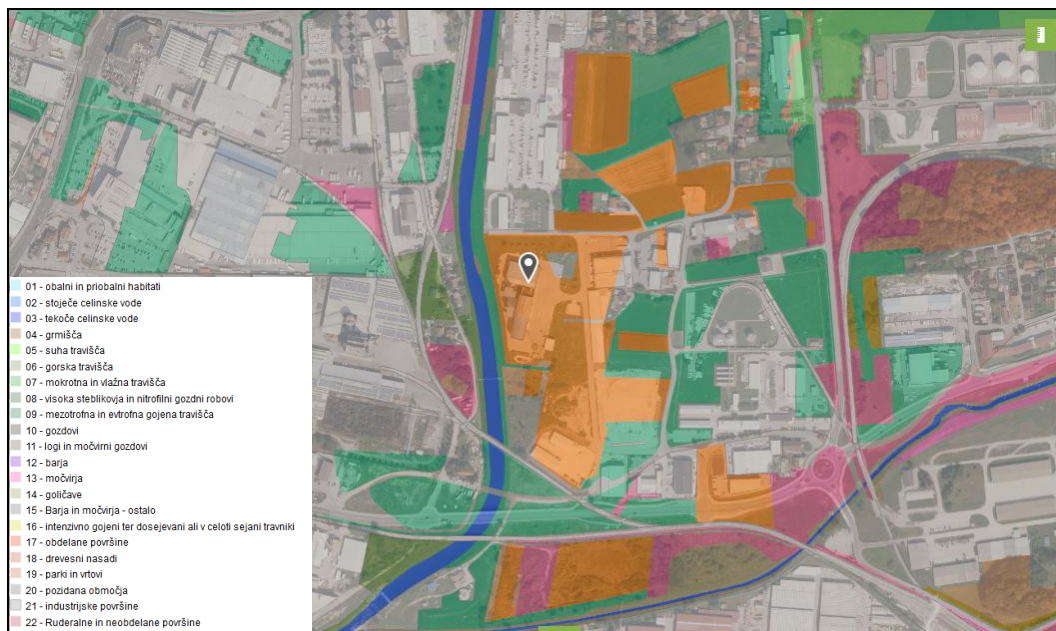 01 - obalni in priobalni habitati
02 - stoječe celinske vode
03 - tekoče celinske vode
04 - grmišča
05 - suha travišča
06 - gorska travišča
07 - mokrotna in vlažna travišča
08 - visoka steblikovja in nitrofilni gozdni robovi
09 - mezotrofna in evtrofna gojena travišča
10 - gozdovi
11 - logi in močvirni gozdovi
12 - barja
13 - močvirja
14 - goličave
15 - Barja in močvirja - ostalo
16 - intenzivno gojeni ter dosejevani ali v celoti sejani travniki
17 - obdelane površine
18 - drevesni nasadi
19 - parki in vrtovi
20 - pozidana območja
21 - industrijske površine
22 - Ruderalne in neobdelane površine